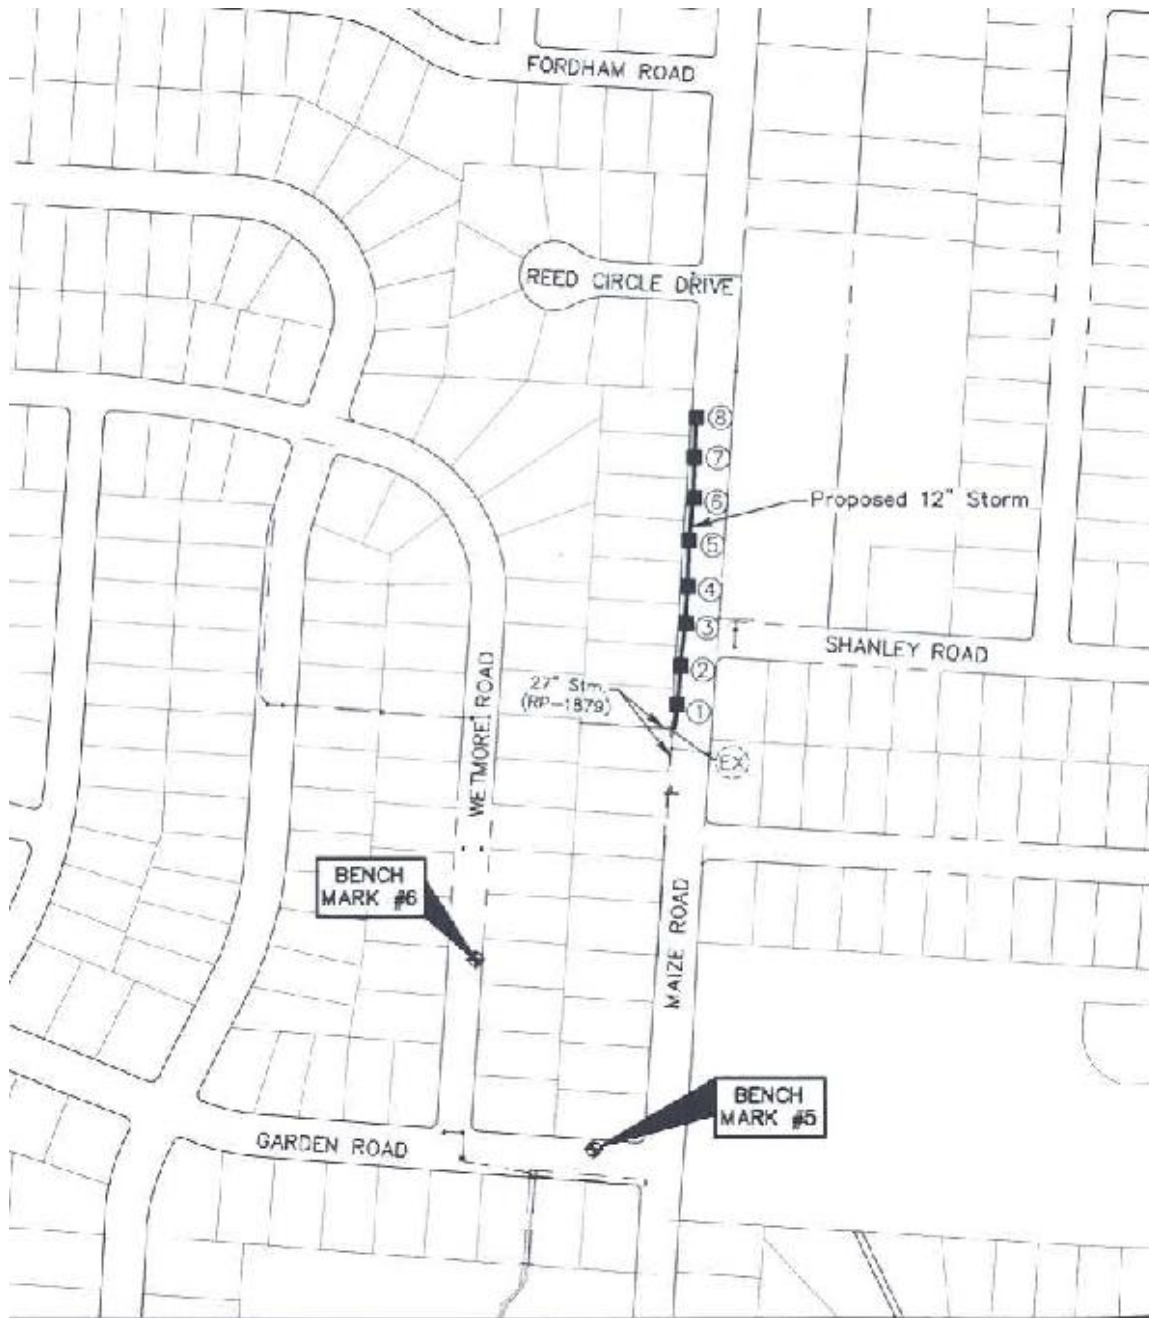 FORDHAM ROAD
REED CIRCLE DRIVE
8
7
6
Proposed 12" Storm
5
4
3
SHANLEY ROAD
2
27" Stm.
(RP-1879)
1
EX
WETMORE ROAD
BENCH
MARK #6
MAIZE ROAD
BENCH
MARK #5
GARDEN ROAD